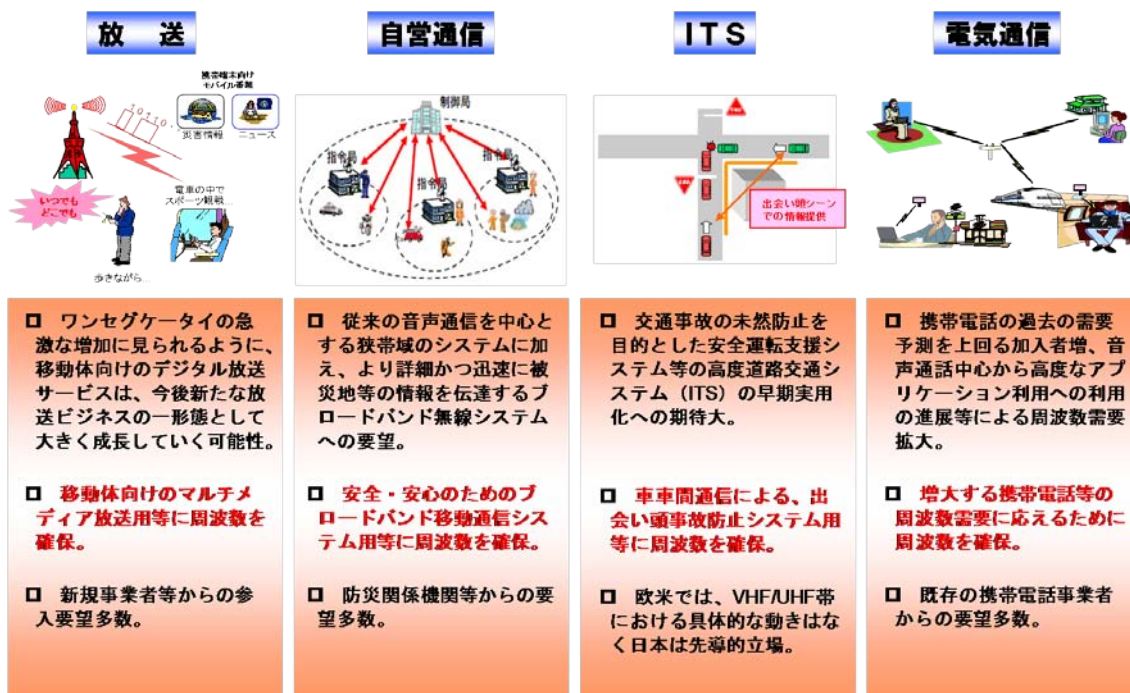 放 送
携帯端末向け
モバイル番組
10110..
災害情報
ニュース
いつでも
どこでも
電車の中で
スポーツ観戦...
歩きながら...
□ ワンセグケータイの急
激な増加に見られるように、
移動体向けのデジタル放送
サービスは、今後新たな放
送ビジネスの一形態として
大きく成長していく可能性。
□ 移動体向けのマルチメ
ディア放送用等に周波数を
確保。
□ 新規事業者等からの参
入要望多数。
自営通信
制御局
指令局
指令局
指令局
□ 従来の音声通信を中心と
する狭帯域のシステムに加
え、より詳細かつ迅速に被
災地等の情報を伝達するブ
ロードバンド無線システム
への要望。
□ 安全・安心のためのブ
ロードバンド移動通信シス
テム用等に周波数を確保。
□ 防災関係機関等からの要
望多数。
ITS
出会い頭シーン
での情報提供
□ 交通事故の未然防止を
目的とした安全運転支援シ
ステム等の高度道路交通シ
ステム（ITS）の早期実用
化への期待大。
□ 車車間通信による、出
会い頭事故防止システム用
等に周波数を確保。
□ 欧米では、VHF/UHF帯
における具体的な動きはな
く日本は先導的立場。
電気通信
□ 携帯電話の過去の需要
予測を上回る加入者増、音
声通話中心から高度なアプ
リケーション利用への利用
の進展等による周波数需要
拡大。
□ 増大する携帯電話等の
周波数需要に応えるために
周波数を確保。
□ 既存の携帯電話事業者
からの要望多数。